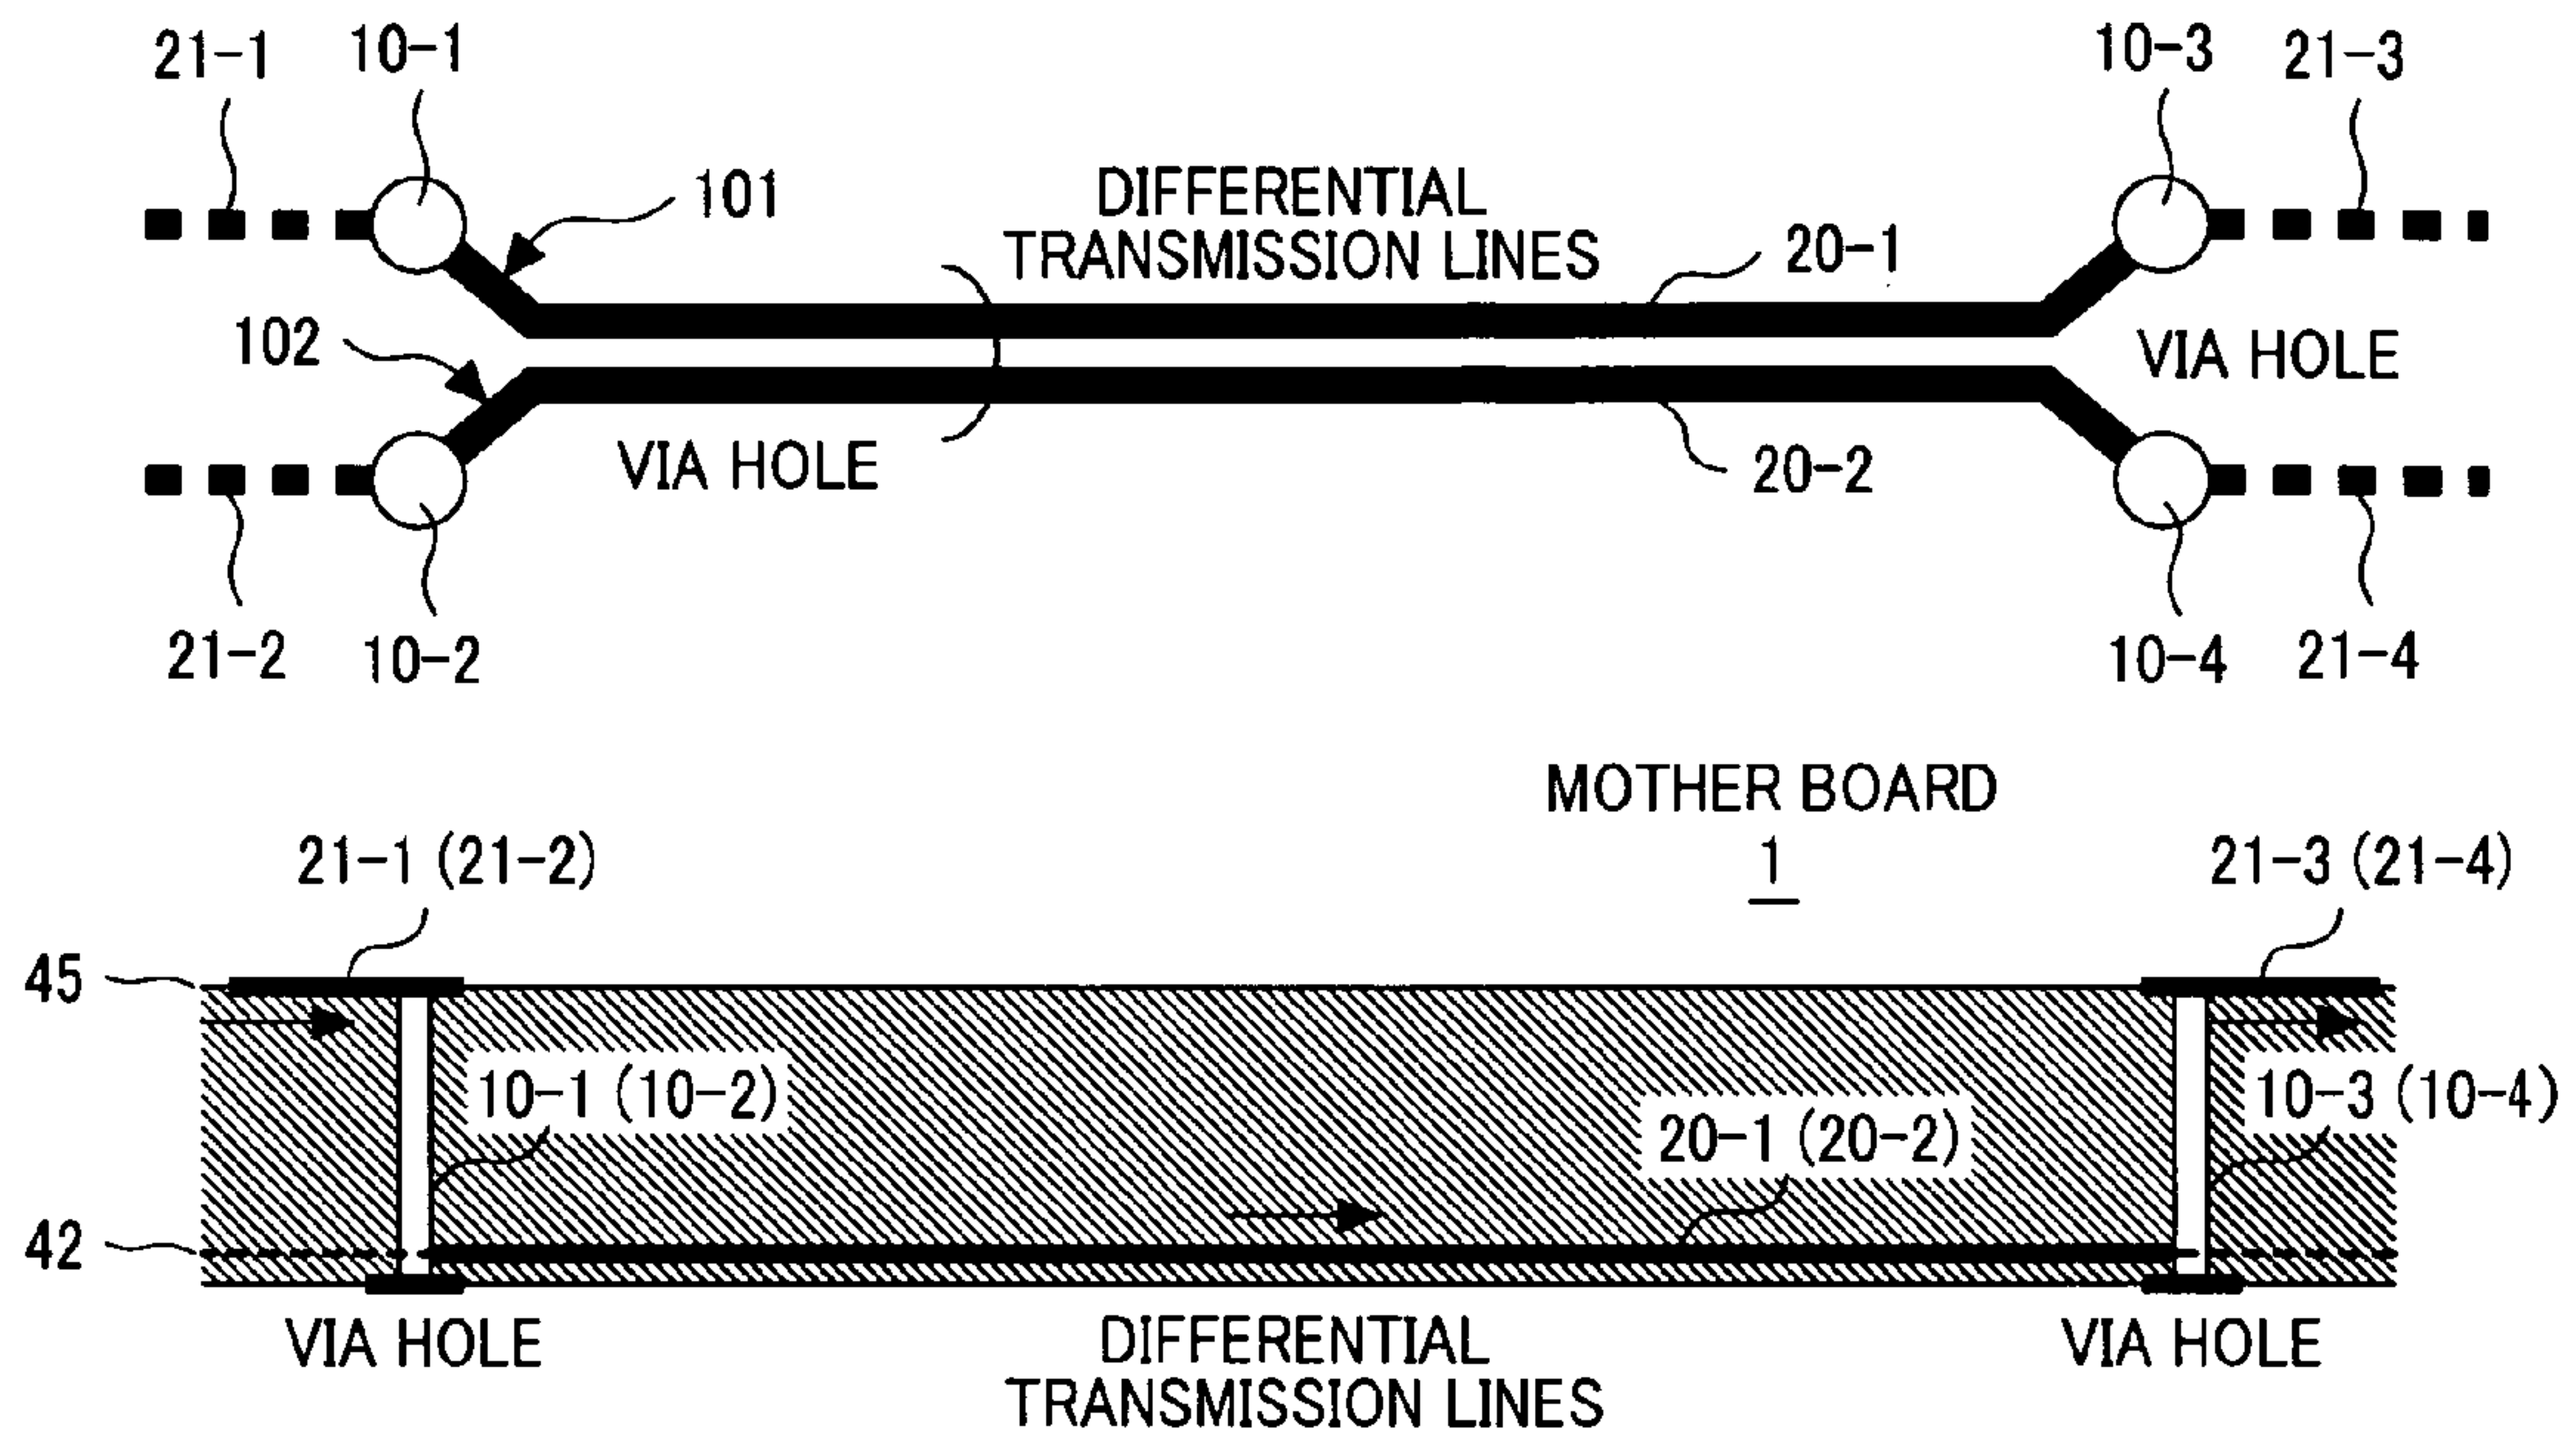 21-1 10-1 10-3 21-3
101
DIFFERENTIAL
TRANSMISSION LINES
20-1
102
VIA HOLE
VIA HOLE
20-2
21-2 10-2 10-4 21-4
MOTHER BOARD
1
21-1 (21-2)
21-3 (21-4)
45
10-1 (10-2)
10-3 (10-4)
20-1 (20-2)
42
VIA HOLE
DIFFERENTIAL
TRANSMISSION LINES
VIA HOLE